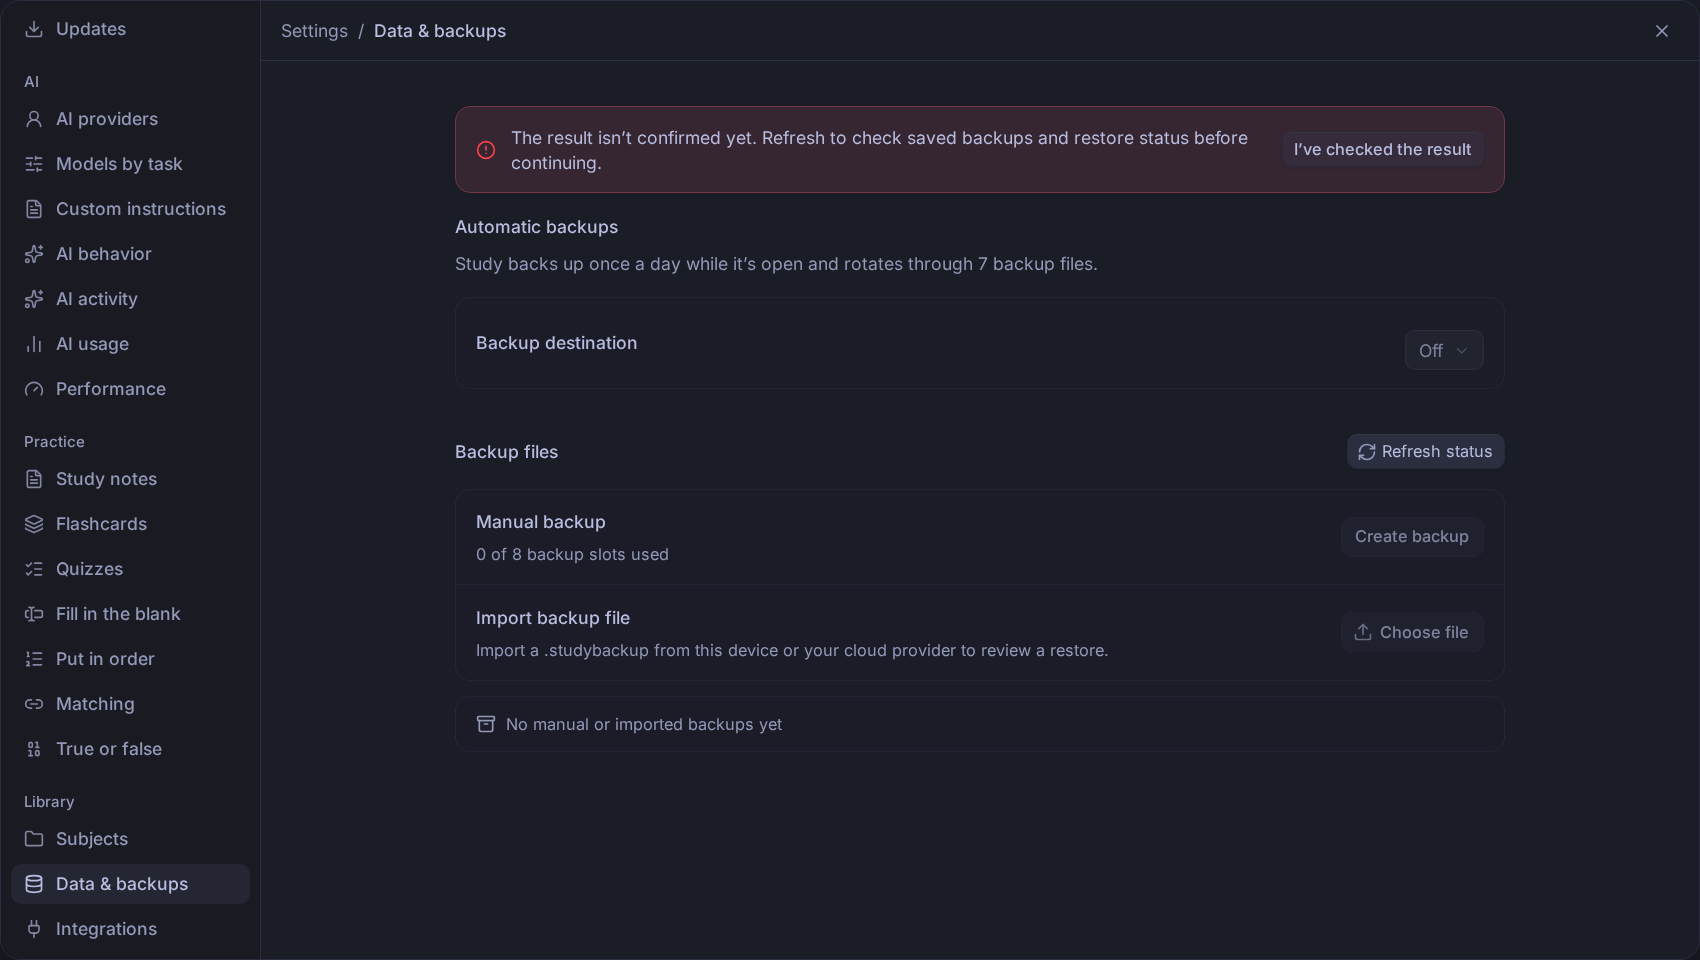 Updates
AI
AI providers
Models by task
Custom instructions
AI behavior
AI activity
AI usage
Performance
Practice
Study notes
Flashcards
Quizzes
Fill in the blank
Put in order
Matching
True or false
Library
Subjects
Data & backups
Integrations
Settings / Data & backups
The result isn’t confirmed yet. Refresh to check saved backups and restore status before
continuing.
I’ve checked the result
Automatic backups
Study backs up once a day while it’s open and rotates through 7 backup files.
Backup destination
Off
Backup files
Refresh status
Manual backup
0 of 8 backup slots used
Create backup
Import backup file
Import a .studybackup from this device or your cloud provider to review a restore.
Choose file
No manual or imported backups yet